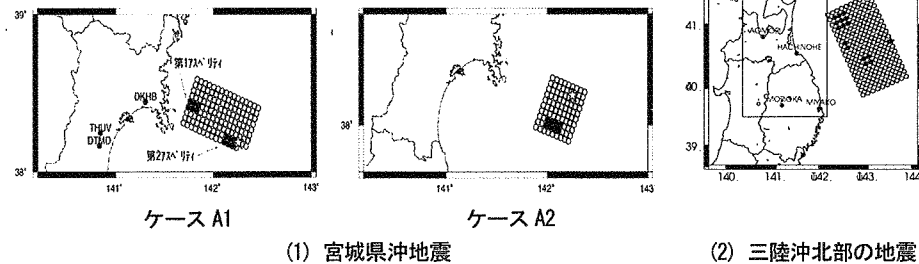 39'
38'
38'
第1アスペリティ
OKHB
THUV
DTMD
第2アスペリティ
141°
142°
143°
ケース A1
38'
141°
142°
143
ケース A2
(1) 宮城県沖地震
41
40
39
AOMORI
HACHINOHE
MORIOKA
MIYAKO
140.
141.
142.
143.
144
(2) 三陸沖北部の地震